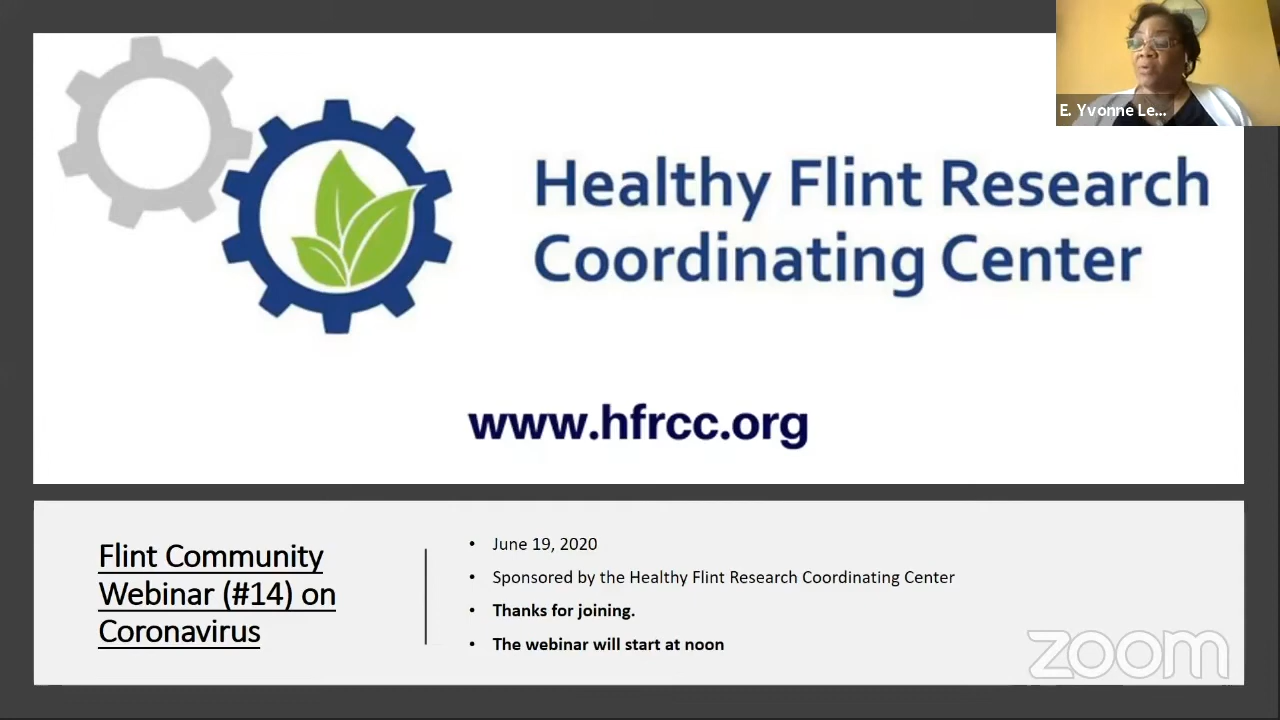 E. Yvonne Le...
Healthy Flint Research
Coordinating Center
www.hfrcc.org
Flint Community
Webinar (#14) on
Coronavirus
• June 19, 2020
• Sponsored by the Healthy Flint Research Coordinating Center
• Thanks for joining.
• The webinar will start at noon
zoom